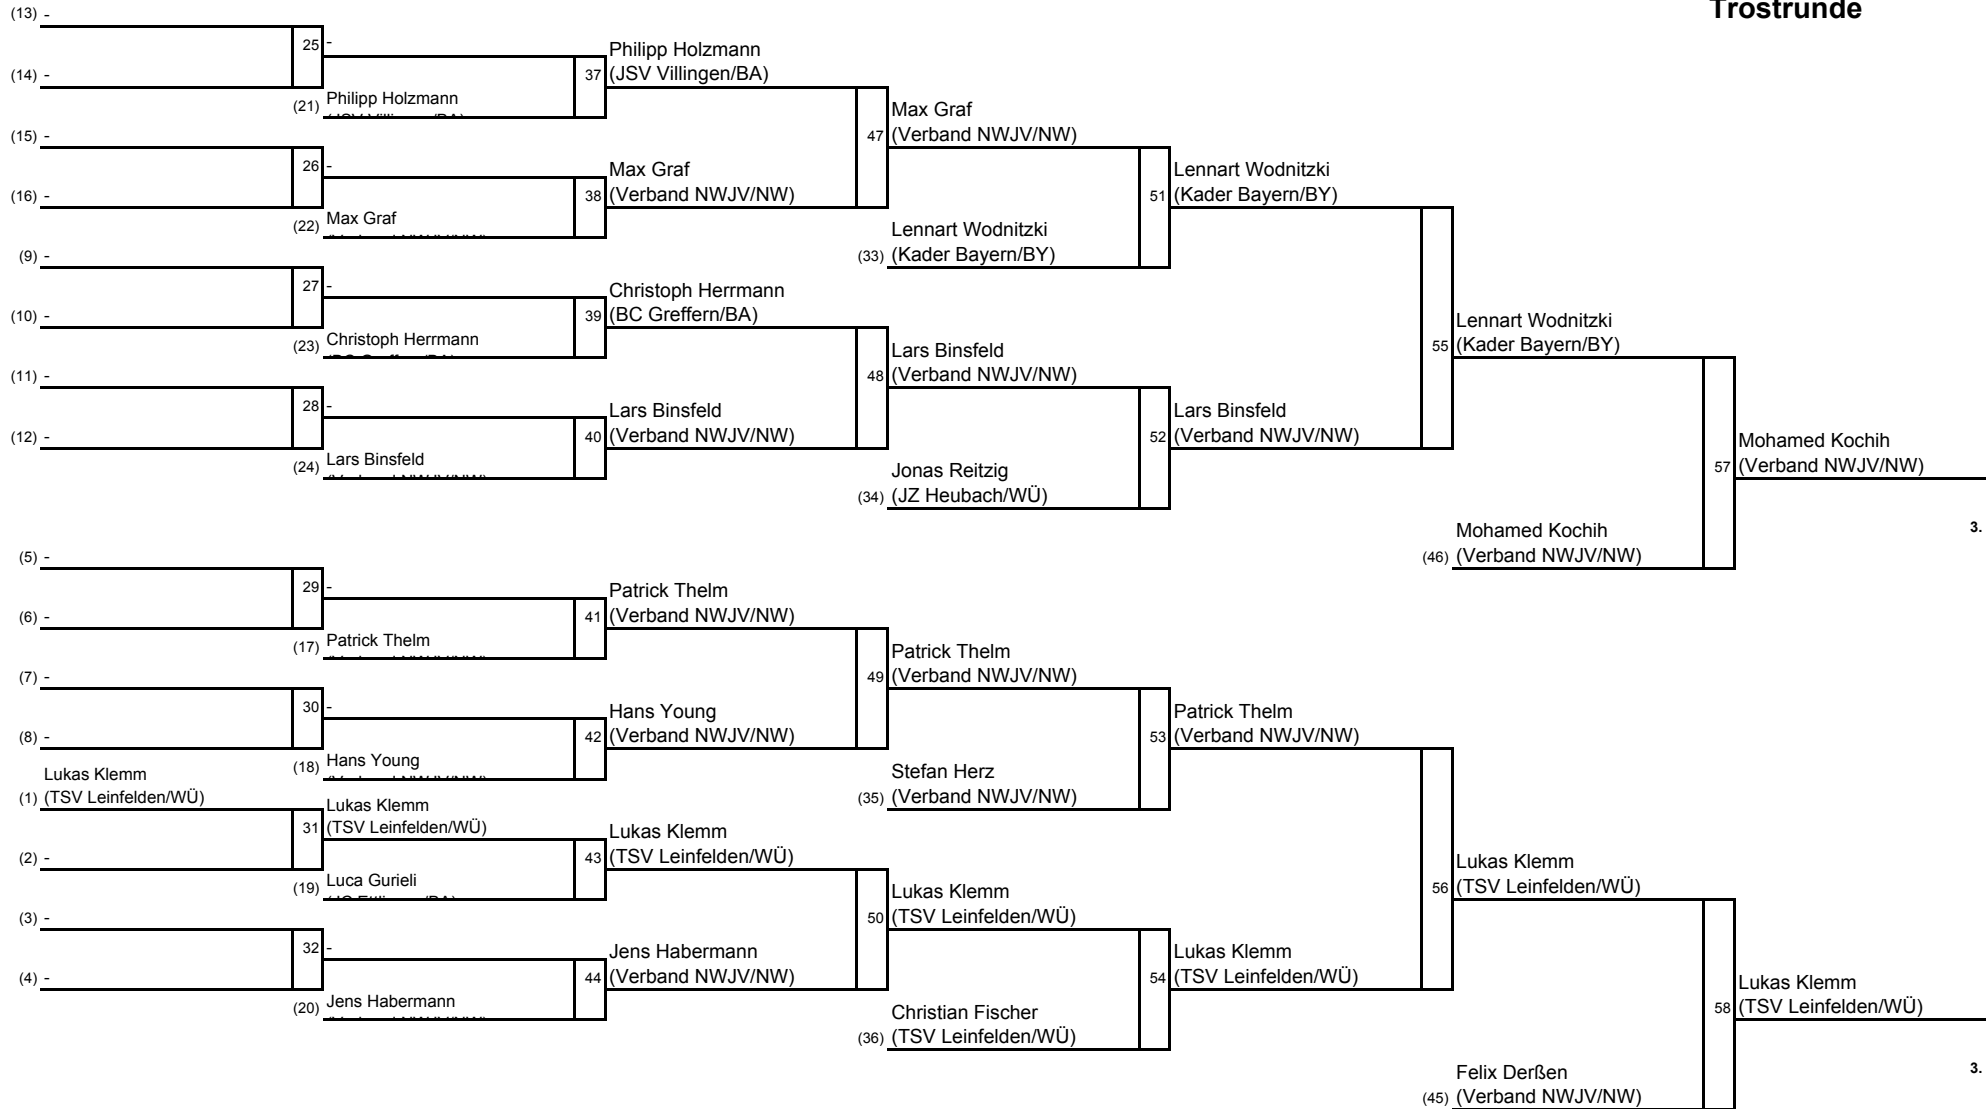 Trostrunde
(13) -
25 -
(14) -
(21) Philipp Holzmann
37 Philipp Holzmann
(JSV Villingen/BA)
(15) -
26 -
(16) -
(22) Max Graf
38 Max Graf
(Verband NWJV/NW)
47 Max Graf
(Verband NWJV/NW)
(33) Lennart Wodnitzki
(Kader Bayern/BY)
51 Lennart Wodnitzki
(Kader Bayern/BY)
(9) -
27 -
(10) -
(23) Christoph Herrmann
39 Christoph Herrmann
(BC Greffern/BA)
(11) -
28 -
(12) -
(24) Lars Binsfeld
40 Lars Binsfeld
(Verband NWJV/NW)
48 Lars Binsfeld
(Verband NWJV/NW)
(34) Jonas Reitzig
(JZ Heubach/WÜ)
52 Lars Binsfeld
(Verband NWJV/NW)
55 Lennart Wodnitzki
(Kader Bayern/BY)
(46) Mohamed Kochih
(Verband NWJV/NW)
57 Mohamed Kochih
(Verband NWJV/NW)
3.
(5) -
29 -
(6) -
(17) Patrick Thelm
41 Patrick Thelm
(Verband NWJV/NW)
(7) -
30 -
(8) -
(18) Hans Young
42 Hans Young
(Verband NWJV/NW)
49 Patrick Thelm
(Verband NWJV/NW)
(35) Stefan Herz
(Verband NWJV/NW)
53 Patrick Thelm
(Verband NWJV/NW)
(1) Lukas Klemm
(TSV Leinfelden/WÜ)
31 Lukas Klemm
(TSV Leinfelden/WÜ)
(2) -
(19) Luca Gurieli
43 Lukas Klemm
(TSV Leinfelden/WÜ)
(3) -
32 -
(4) -
(20) Jens Habermann
44 Jens Habermann
(Verband NWJV/NW)
50 Lukas Klemm
(TSV Leinfelden/WÜ)
(36) Christian Fischer
(TSV Leinfelden/WÜ)
54 Lukas Klemm
(TSV Leinfelden/WÜ)
56 Lukas Klemm
(TSV Leinfelden/WÜ)
(45) Felix Derßen
(Verband NWJV/NW)
58 Lukas Klemm
(TSV Leinfelden/WÜ)
3.